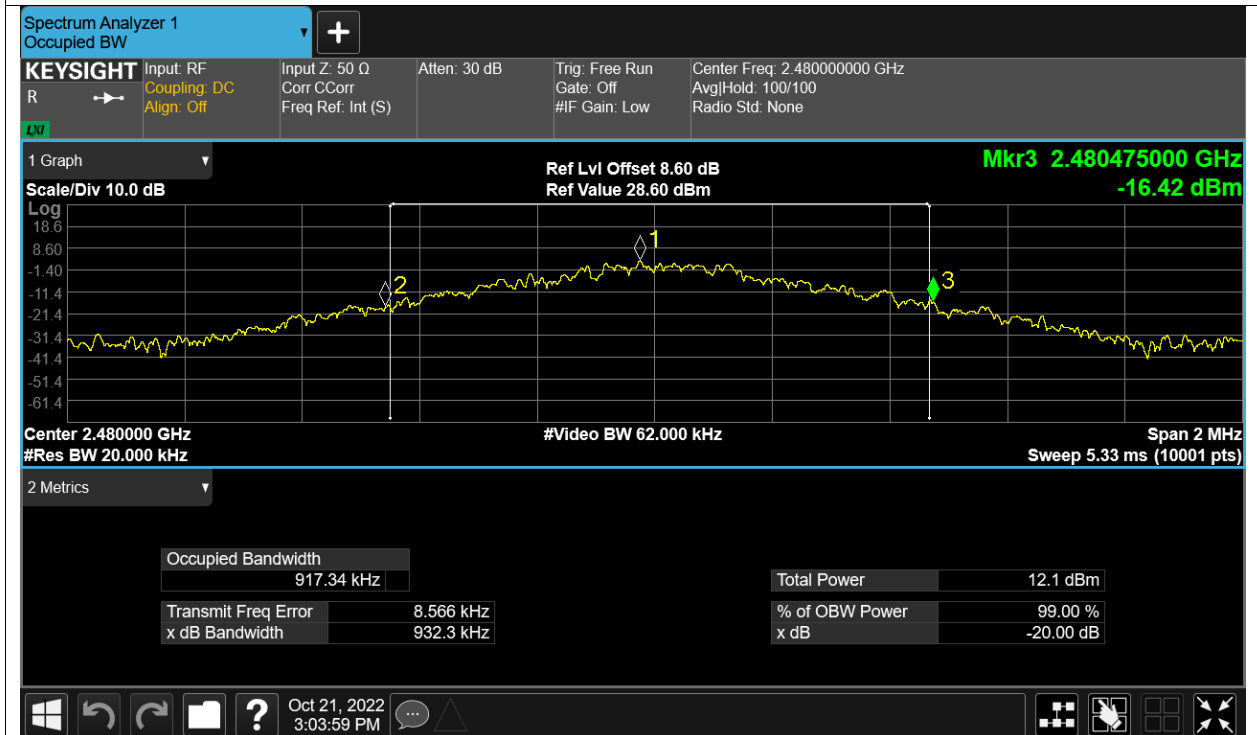 Spectrum Analyzer 1
Occupied BW
KEYSIGHT
R
LXI
Input: RF
Coupling: DC
Align: Off
Input Z: 50 Ω
Corr CCorr
Freq Ref: Int (S)
Atten: 30 dB
Trig: Free Run
Gate: Off
#IF Gain: Low
Center Freq: 2.480000000 GHz
Avg|Hold: 100/100
Radio Std: None
1 Graph
Scale/Div 10.0 dB
Ref Lvl Offset 8.60 dB
Ref Value 28.60 dBm
Mkr3 2.480475000 GHz
-16.42 dBm
Log
18.6
8.60
-1.40
-11.4
-21.4
-31.4
-41.4
-51.4
-61.4
1
2
3
Center 2.480000 GHz
#Res BW 20.000 kHz
#Video BW 62.000 kHz
Span 2 MHz
Sweep 5.33 ms (10001 pts)
2 Metrics
Occupied Bandwidth
917.34 kHz
Transmit Freq Error 8.566 kHz
x dB Bandwidth 932.3 kHz
Total Power 12.1 dBm
% of OBW Power 99.00 %
x dB -20.00 dB
?
Oct 21, 2022
3:03:59 PM